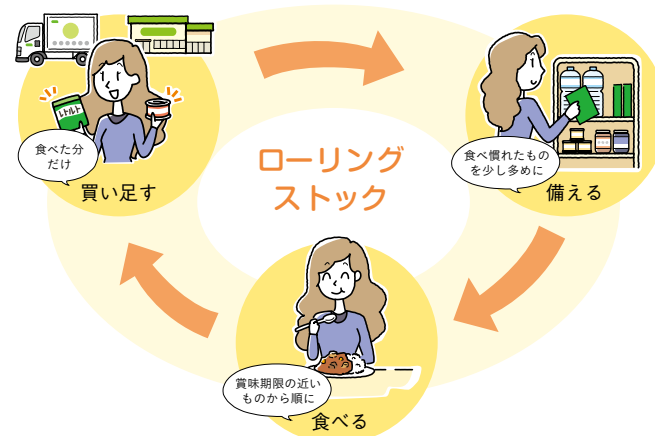 ローリング
ストック
レトルト
食べた分
だけ
買い足す
食べ慣れたもの
を少し多めに
備える
賞味期限の近い
ものから順に
食べる